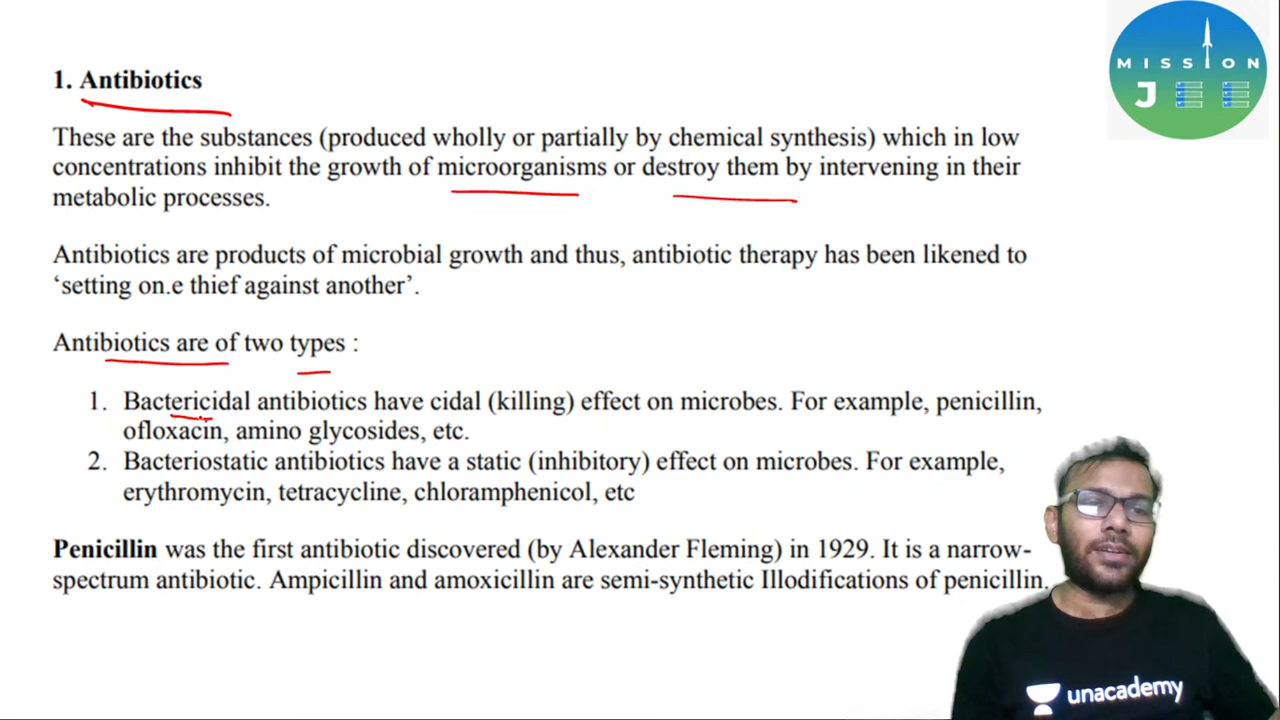 1. Antibiotics
These are the substances (produced wholly or partially by chemical synthesis) which in low
concentrations inhibit the growth of microorganisms or destroy them by intervening in their
metabolic processes.
Antibiotics are products of microbial growth and thus, antibiotic therapy has been likened to
‘setting on.e thief against another’.
Antibiotics are of two types :
1. Bactericidal antibiotics have cidal (killing) effect on microbes. For example, penicillin,
ofloxacin, amino glycosides, etc.
2. Bacteriostatic antibiotics have a static (inhibitory) effect on microbes. For example,
erythromycin, tetracycline, chloramphenicol, etc
Penicillin was the first antibiotic discovered (by Alexander Fleming) in 1929. It is a narrow-
spectrum antibiotic. Ampicillin and amoxicillin are semi-synthetic Illodifications of penicillin.
MISSION
JEE
unacademy